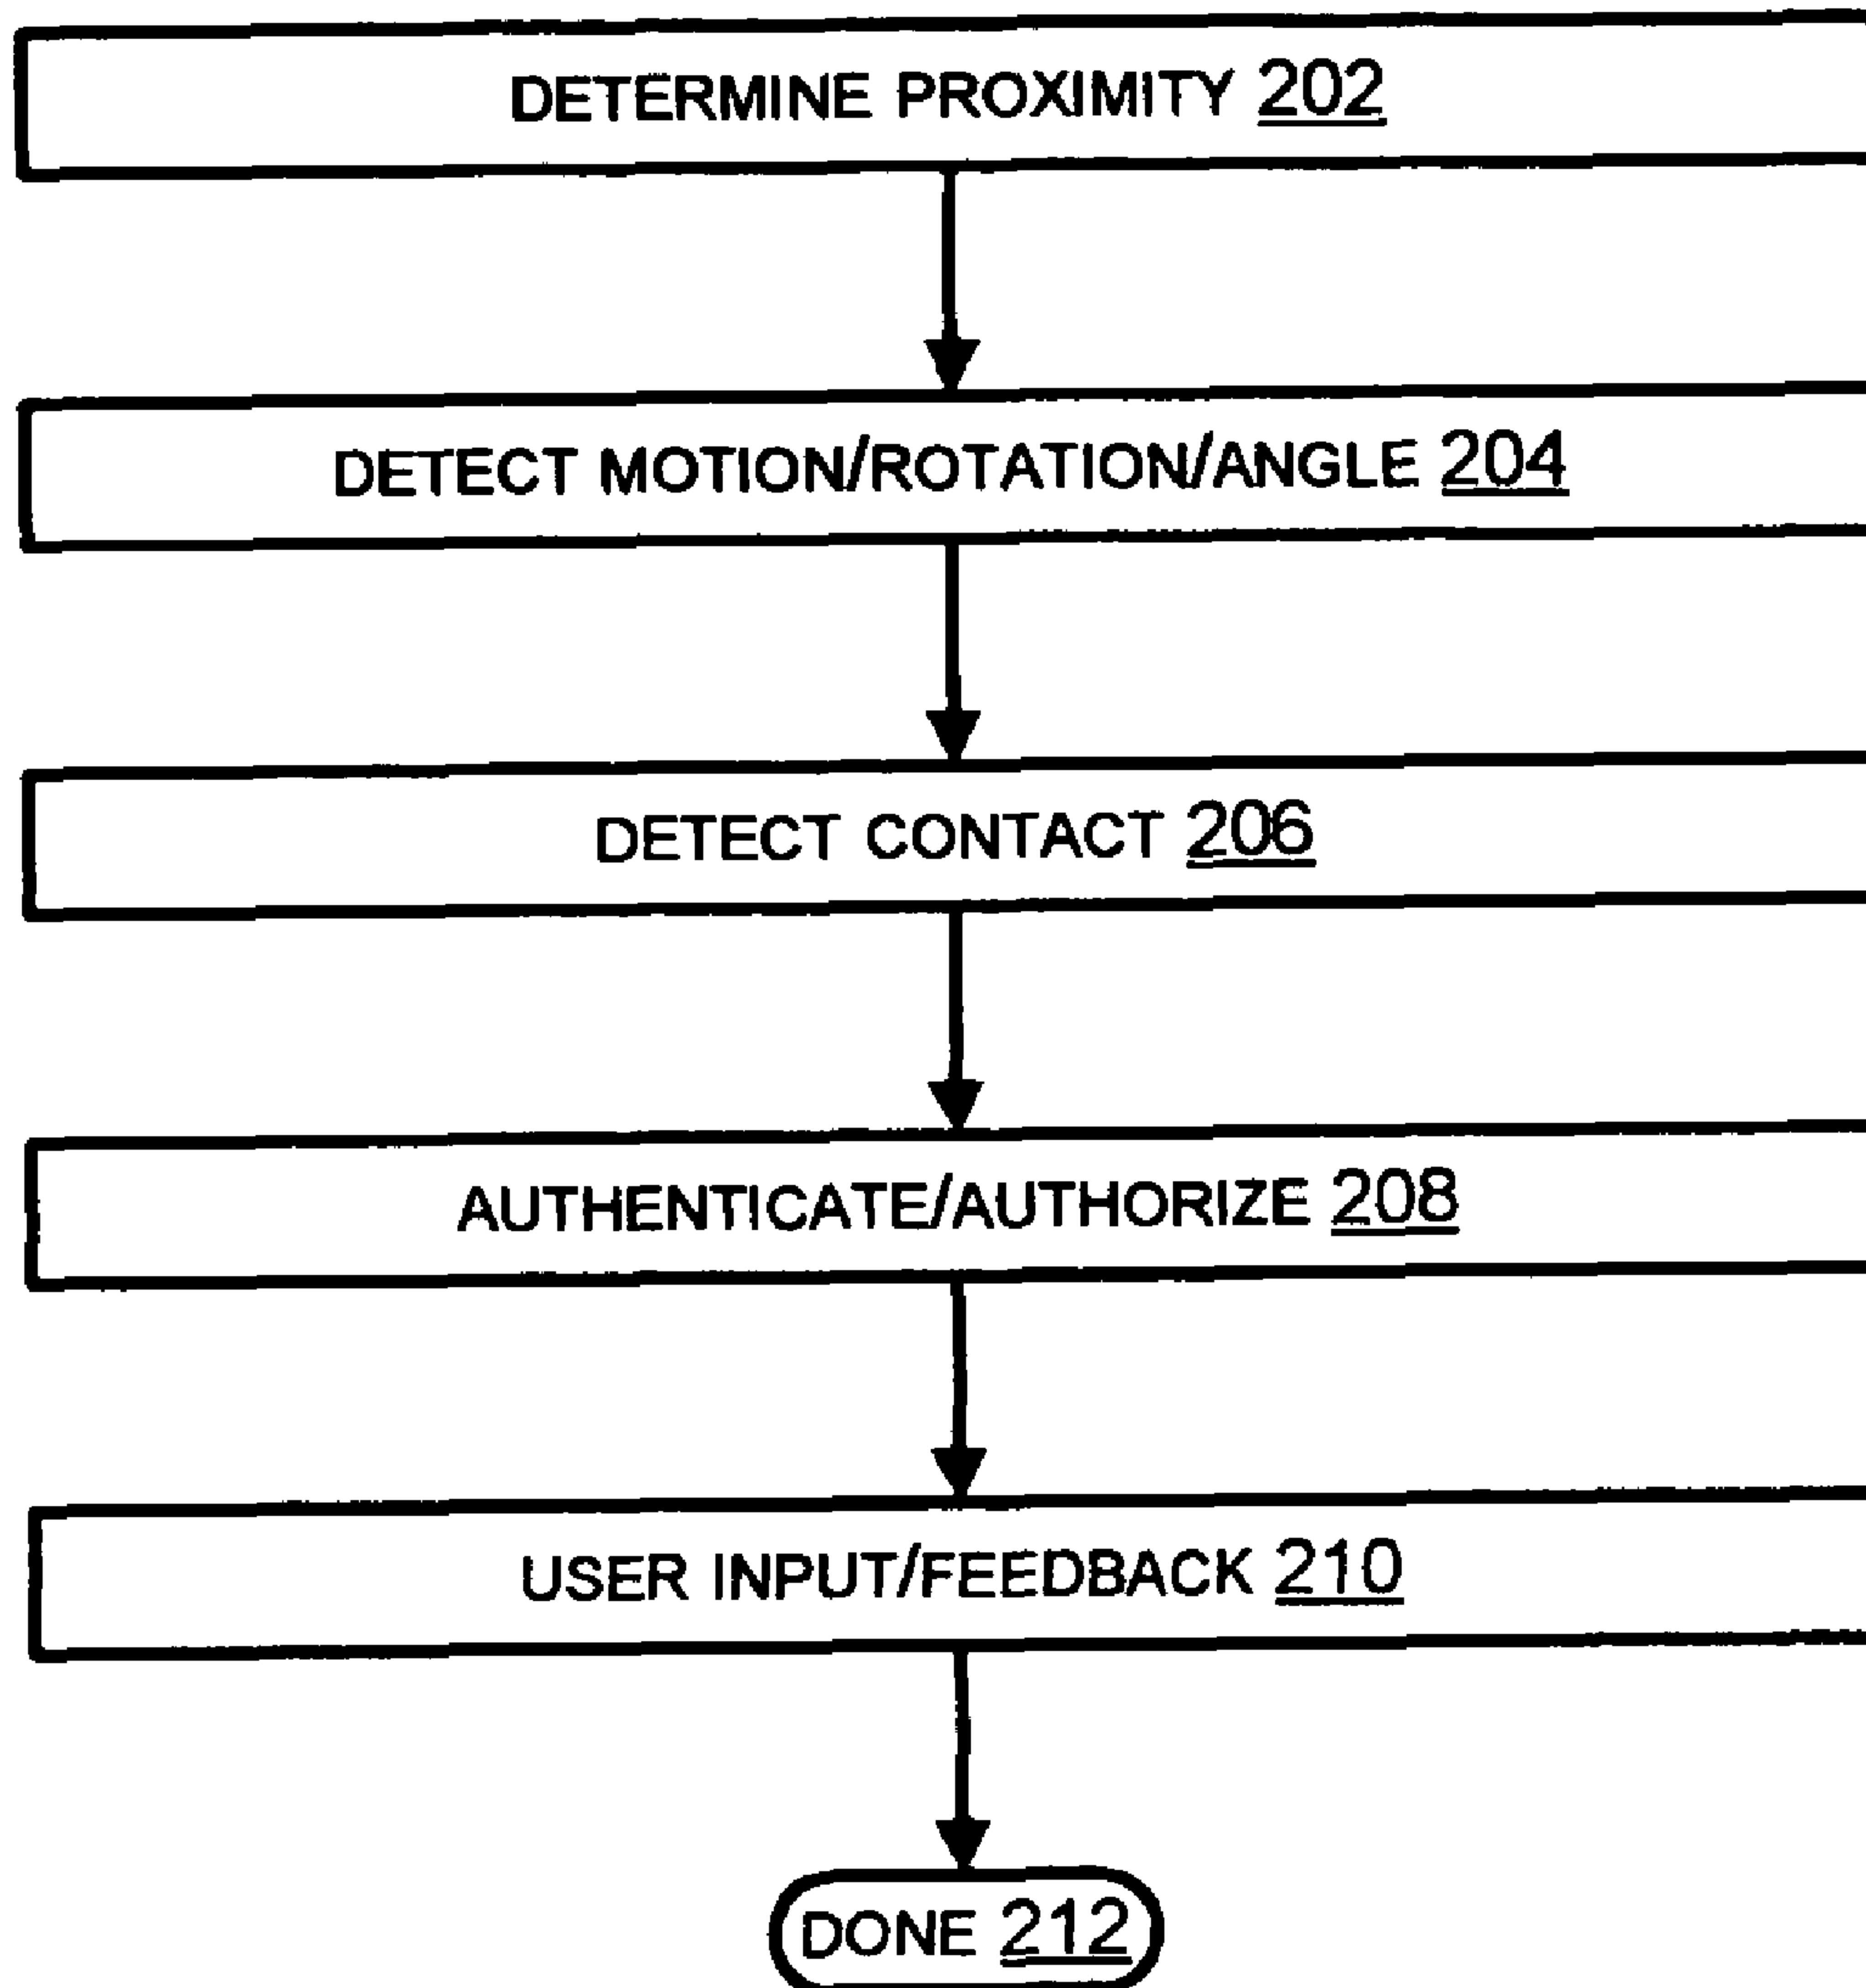 DETERMINE PROXIMITY 202
DETECT MOTION/ROTATION/ANGLE 204
DETECT CONTACT 206
AUTHENTICATE/AUTHORIZE 208
USER INPUT/FEEDBACK 210
DONE 212